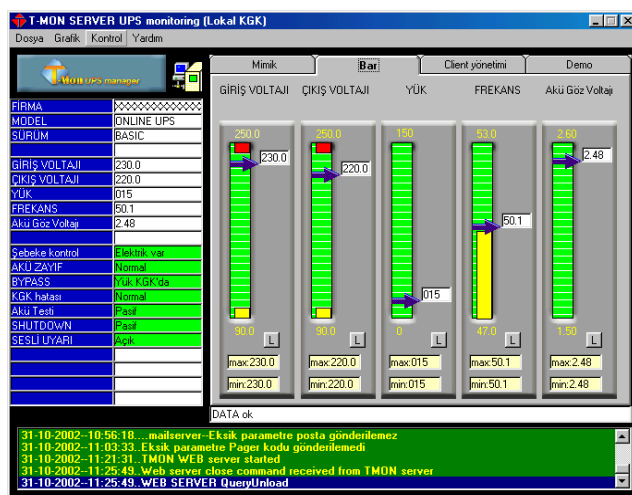 T-MON SERVER UPS monitoring (Lokal KGK)
Dosya Grafik Kontrol Yardım
T-MON UPS manager
Mimik Bar Client yönetimi Demo
FİRMA XXXXXXXXXXXX
MODEL ONLINE UPS
SÜRÜM BASIC
GİRİŞ VOLTAJI 230.0
ÇIKIŞ VOLTAJI 220.0
YÜK 015
FREKANS 50.1
Akü Göz Voltajı 2.48
Şebeke kontrol Elektrik var
AKÜ ZAYIF Normal
BYPASS Yük KGK'da
KGK hatası Normal
Akü Testi Pasif
SHUTDOWN Pasif
SESLİ UYARI Açık
GİRİŞ VOLTAJI ÇIKIŞ VOLTAJI YÜK FREKANS Akü Göz Voltajı
250.0 250.0 150 53.0 2.60
230.0 220.0 015 50.1 2.48
90.0 90.0 0 47.0 1.50
L L L L L
max:230.0 max:220.0 max:015 max:50.1 max:2.48
min:230.0 min:220.0 min:015 min:50.1 min:2.48
DATA ok
31-10-2002--10:56:18....mailserver--Eksik parametre posta gönderilemez
31-10-2002--11:03:33..Eksik parametre Pager kodu gönderilemedi
31-10-2002--11:21:31..TMON WEB server started
31-10-2002--11:25:49..Web server close command received from TMON server
31-10-2002--11:25:49..WEB SERVER QueryUnload